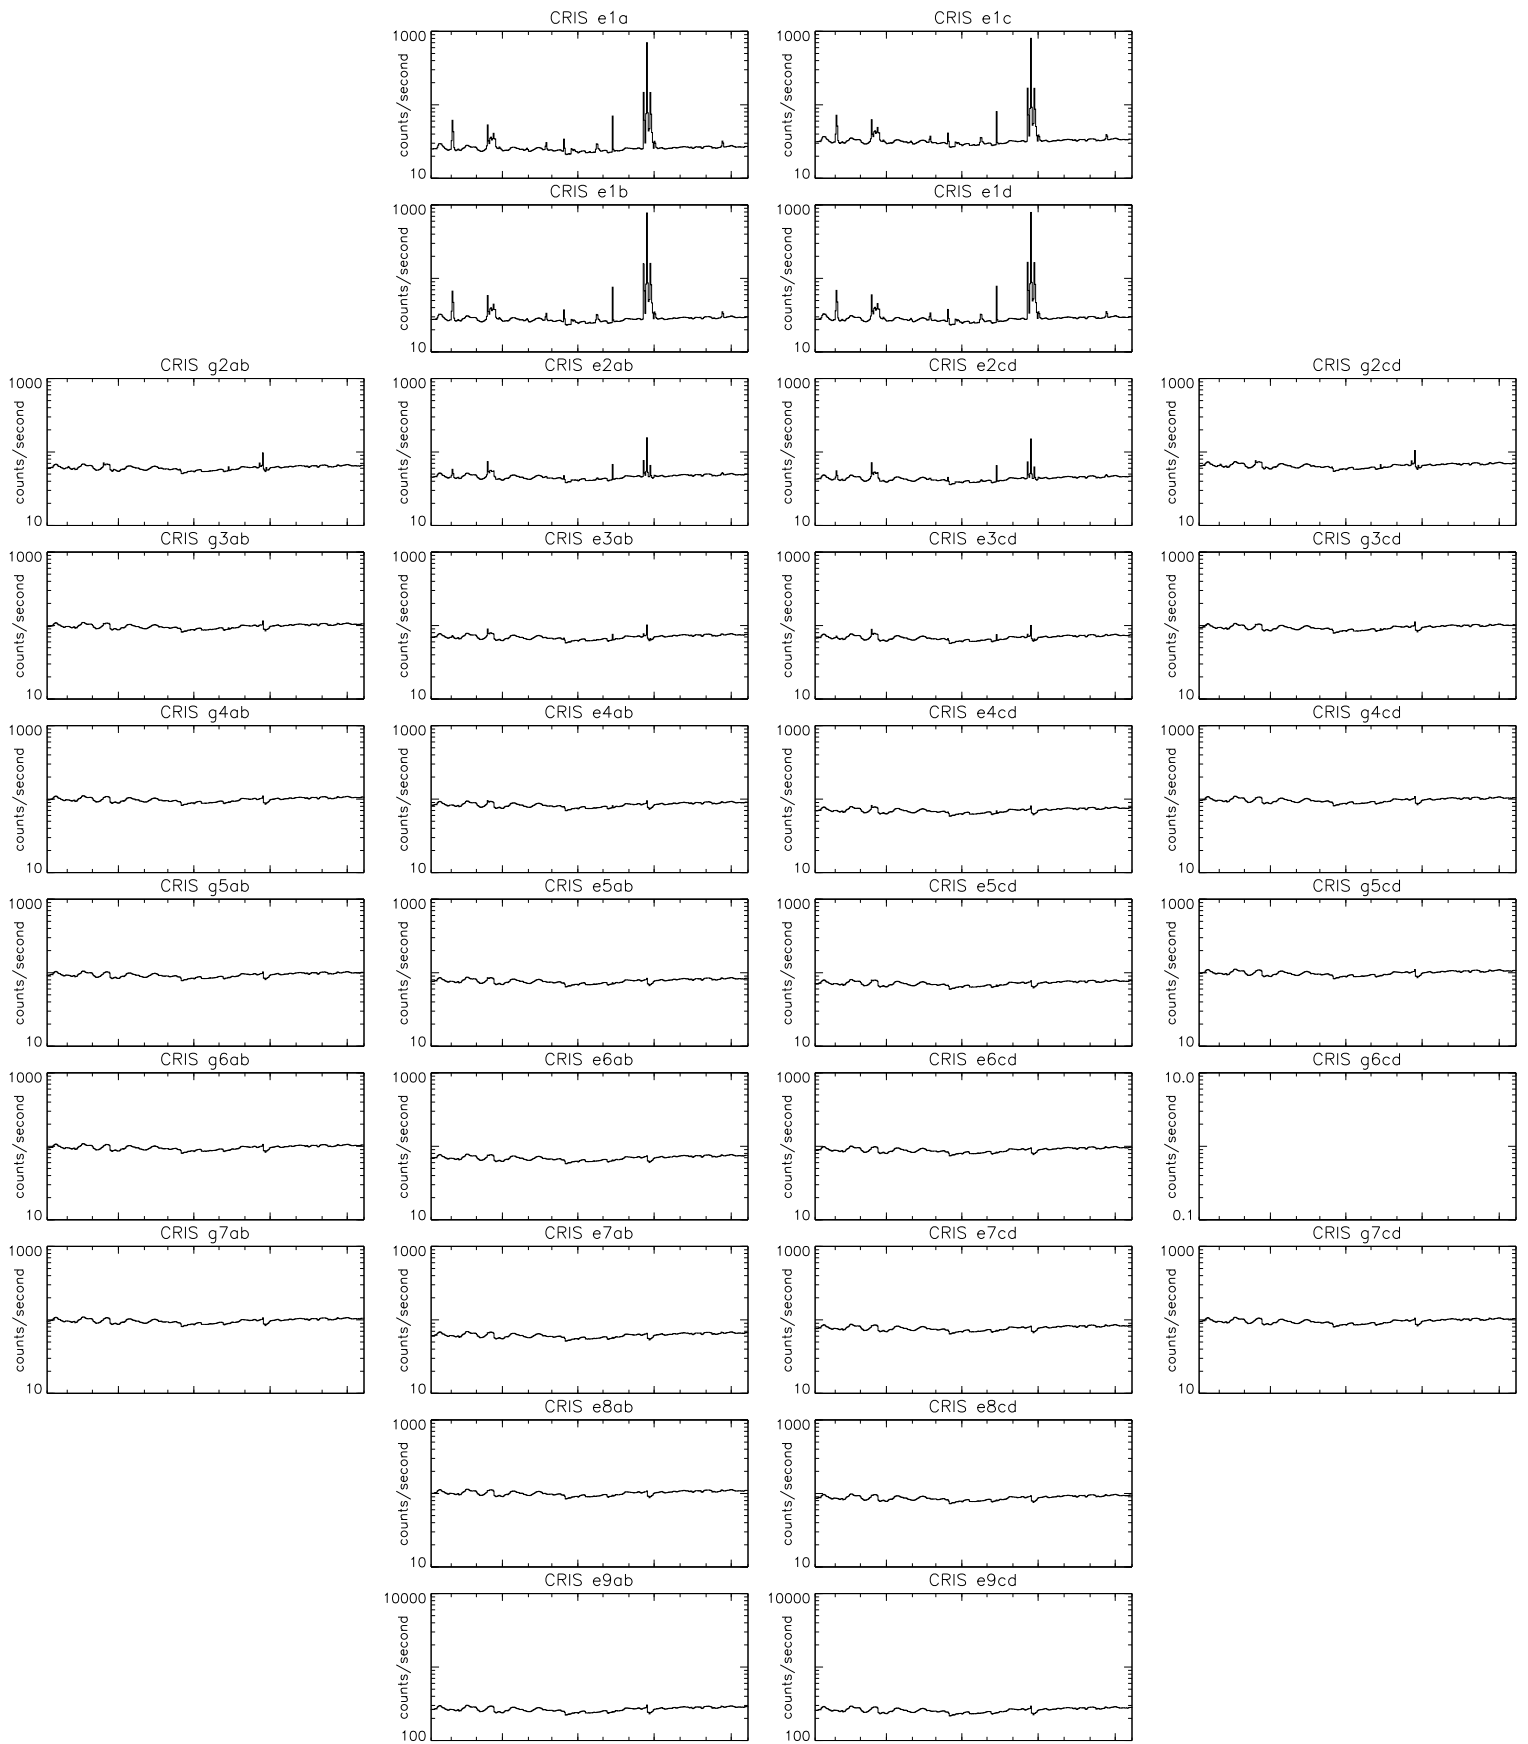 CRIS e1a
1000
counts/second
10
CRIS e1c
1000
counts/second
10
CRIS e1b
1000
counts/second
10
CRIS e1d
1000
counts/second
10
CRIS g2ab
1000
counts/second
10
CRIS e2ab
1000
counts/second
10
CRIS e2cd
1000
counts/second
10
CRIS g2cd
1000
counts/second
10
CRIS g3ab
1000
counts/second
10
CRIS e3ab
1000
counts/second
10
CRIS e3cd
1000
counts/second
10
CRIS g3cd
1000
counts/second
10
CRIS g4ab
1000
counts/second
10
CRIS e4ab
1000
counts/second
10
CRIS e4cd
1000
counts/second
10
CRIS g4cd
1000
counts/second
10
CRIS g5ab
1000
counts/second
10
CRIS e5ab
1000
counts/second
10
CRIS e5cd
1000
counts/second
10
CRIS g5cd
1000
counts/second
10
CRIS g6ab
1000
counts/second
10
CRIS e6ab
1000
counts/second
10
CRIS e6cd
1000
counts/second
10
CRIS g6cd
10.0
counts/second
0.1
CRIS g7ab
1000
counts/second
10
CRIS e7ab
1000
counts/second
10
CRIS e7cd
1000
counts/second
10
CRIS g7cd
1000
counts/second
10
CRIS e8ab
1000
counts/second
10
CRIS e8cd
1000
counts/second
10
CRIS e9ab
10000
counts/second
100
CRIS e9cd
10000
counts/second
100